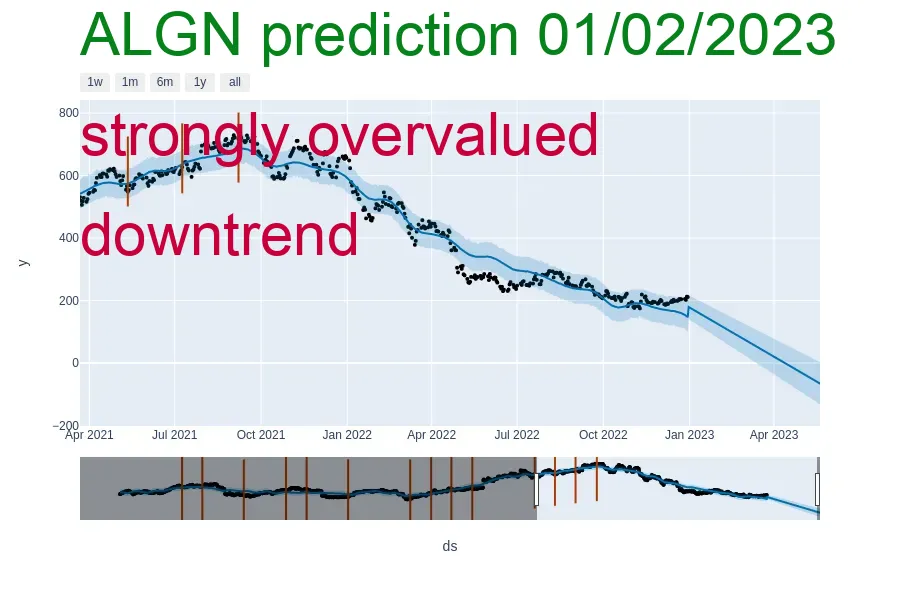 ALGN prediction 01/02/2023
1w 1m 6m 1y all
strongly overvalued
downtrend
800
600
400
200
0
−200
y
Apr 2021 Jul 2021 Oct 2021 Jan 2022 Apr 2022 Jul 2022 Oct 2022 Jan 2023 Apr 2023
ds